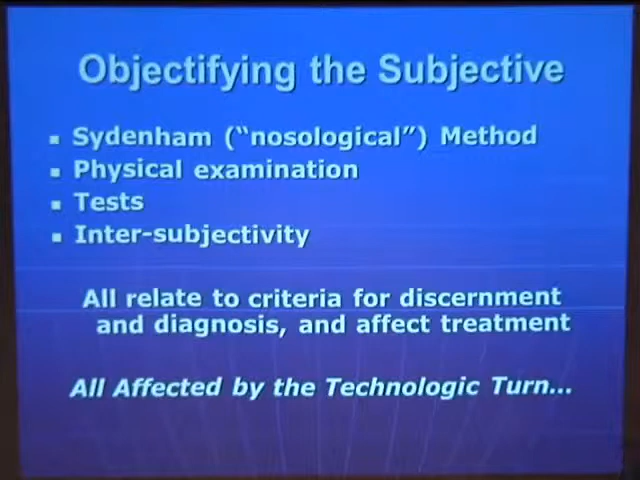 Objectifying the Subjective
Sydenham ("nosological") Method
Physical examination
Tests
Inter-subjectivity
All relate to criteria for discernment
and diagnosis, and affect treatment
All Affected by the Technologic Turn...